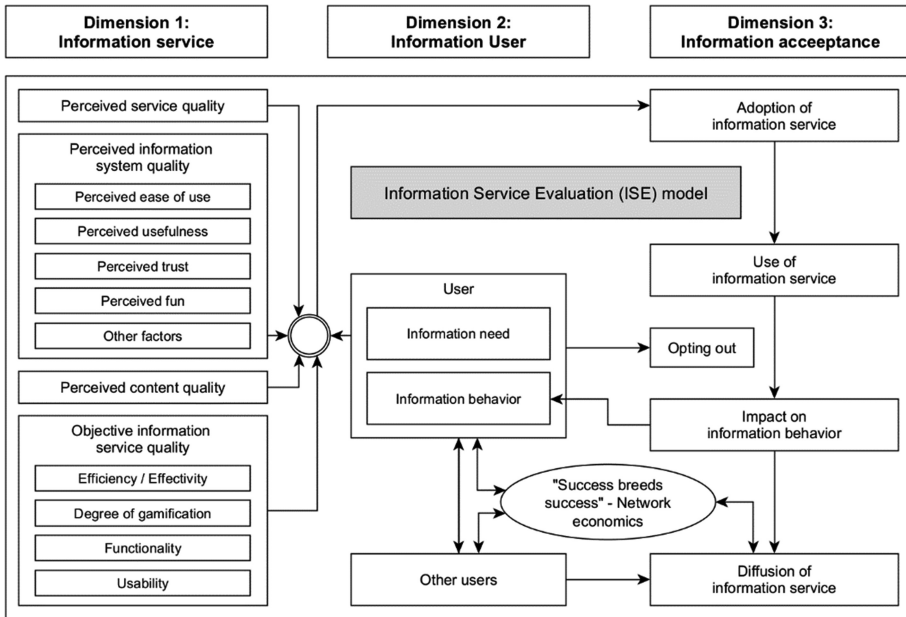 Dimension 1:
Information service
Dimension 2:
Information User
Dimension 3:
Information acceeptance
Perceived service quality
Perceived information
system quality
Perceived ease of use
Perceived usefulness
Perceived trust
Perceived fun
Other factors
Perceived content quality
Objective information
service quality
Efficiency / Effectivity
Degree of gamification
Functionality
Usability
Information Service Evaluation (ISE) model
User
Information need
Information behavior
"Success breeds
success" - Network
economics
Other users
Adoption of
information service
Use of
information service
Opting out
Impact on
information behavior
Diffusion of
information service